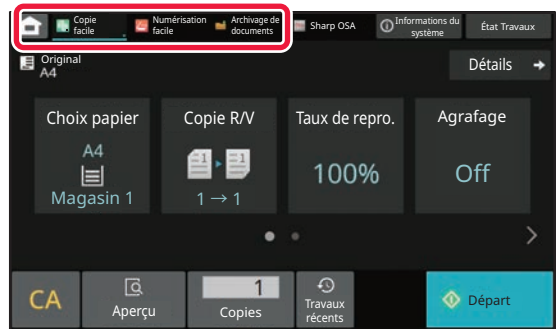 Copie
facile
Numérisation
facile
Archivage de
documents
Sharp OSA
Informations du
système
État Travaux
Original
A4
Détails
Choix papier
A4
Magasin 1
Copie R/V
1 1
1 → 1
Taux de repro.
100%
Agrafage
Off
CA
Aperçu
1
Copies
Travaux
récents
Départ